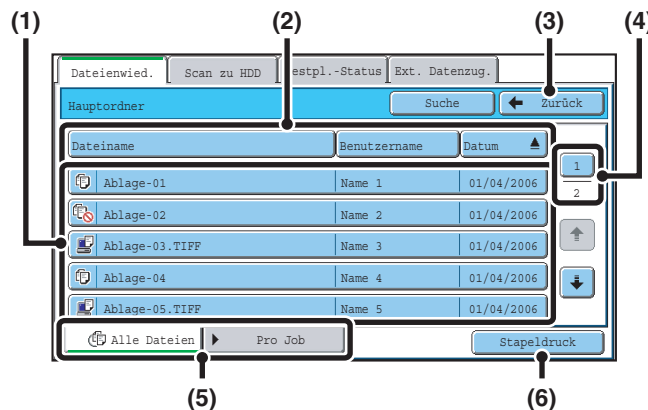 (1) (2) (3) (4)
Dateienwied. Scan zu HDD Festpl.-Status Ext. Datenzug.
Hauptordner Suche Zurück
Dateiname Benutzername Datum
1
2
Ablage-01 Name 1 01/04/2006
Ablage-02 Name 2 01/04/2006
Ablage-03.TIFF Name 3 01/04/2006
Ablage-04 Name 4 01/04/2006
Ablage-05.TIFF Name 5 01/04/2006
Alle Dateien Pro Job Stapeldruck
(5) (6)